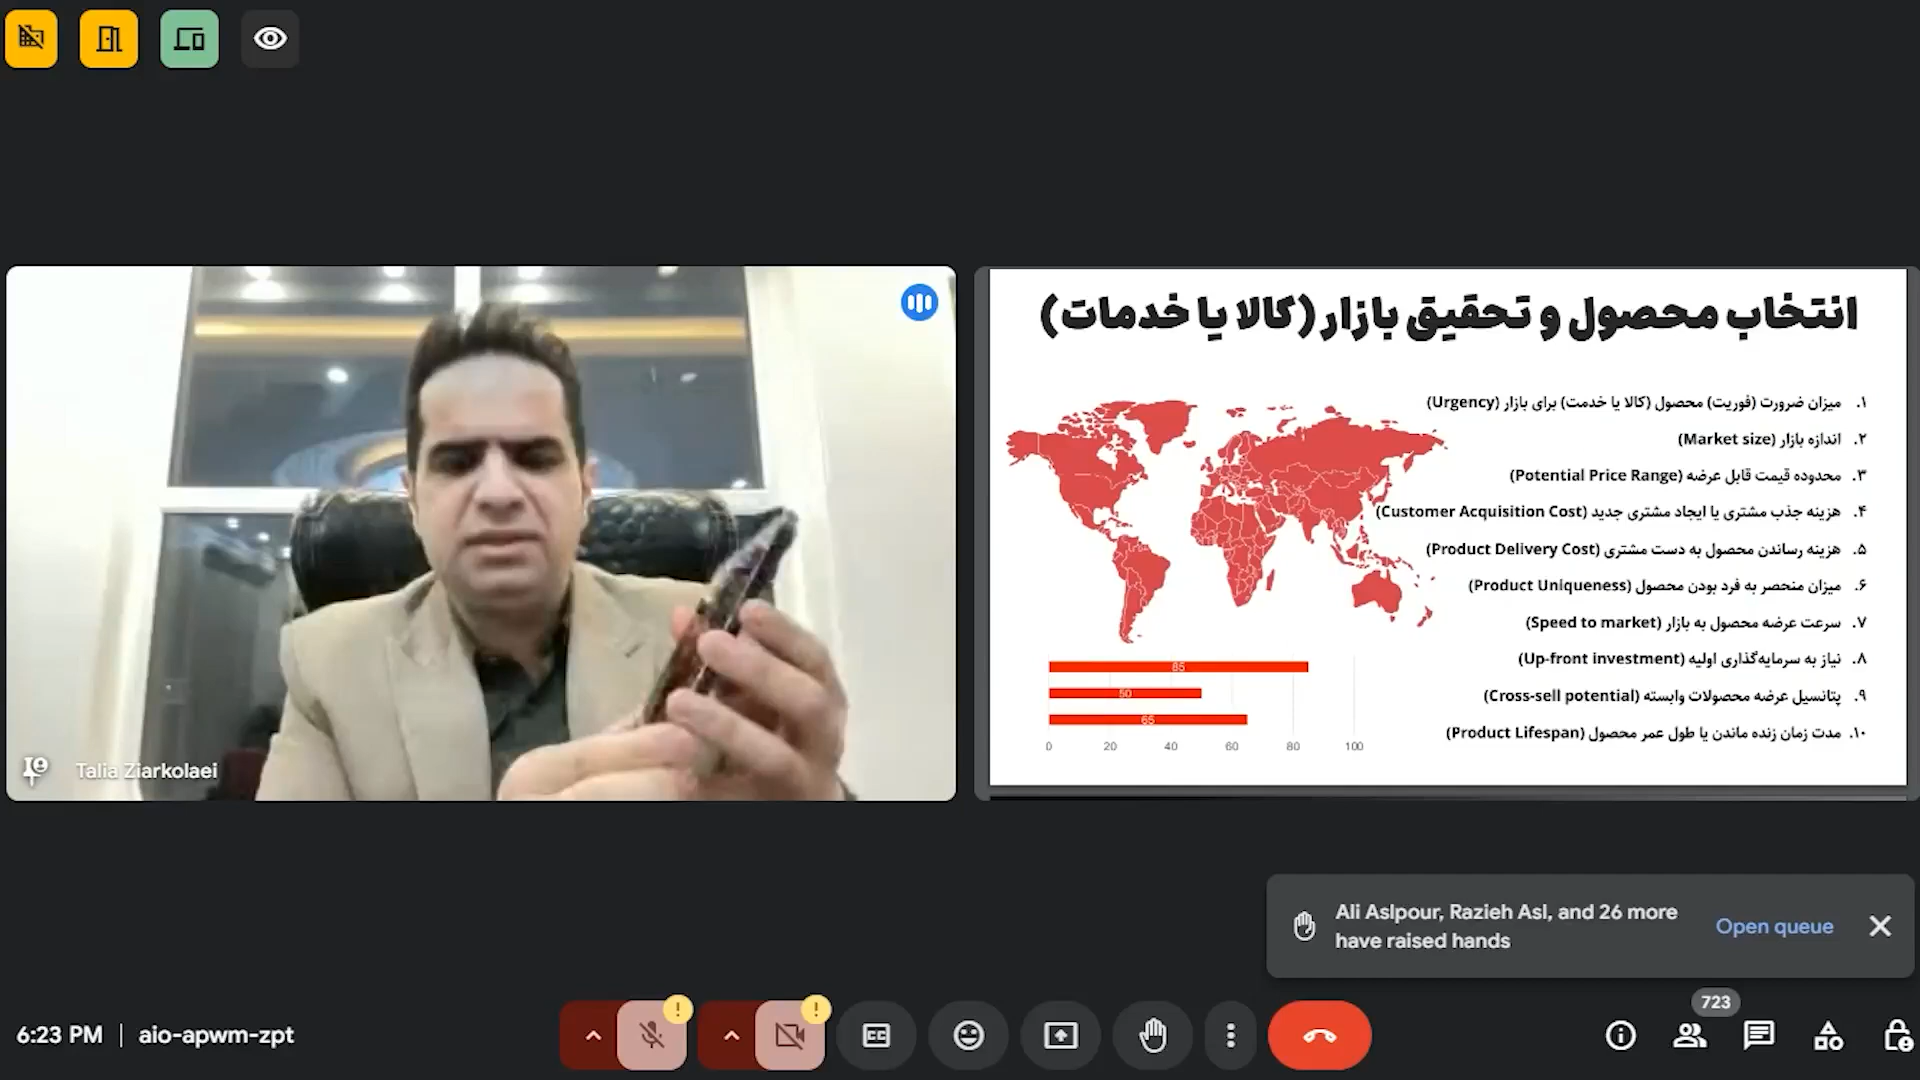 Talia Ziarkolaei
انتخاب محصول و تحقیق بازار (کالا یا خدمات)
۱. میزان ضرورت (فوریت) محصول (کالا یا خدمت) برای بازار (Urgency)
۲. اندازه بازار (Market size)
۳. محدوده قیمت قابل عرضه (Potential Price Range)
۴. هزینه جذب مشتری یا ایجاد مشتری جدید (Customer Acquisition Cost)
۵. هزینه رساندن محصول به دست مشتری (Product Delivery Cost)
۶. میزان منحصر به فرد بودن محصول (Product Uniqueness)
۷. سرعت عرضه محصول به بازار (Speed to market)
۸. نیاز به سرمایه‌گذاری اولیه (Up-front investment)
۹. پتانسیل عرضه محصولات وابسته (Cross-sell potential)
۱۰. مدت زمان زنده ماندن یا طول عمر محصول (Product Lifespan)
85
50
65
0 20 40 60 80 100
Ali Aslpour, Razieh Asl, and 26 more
have raised hands
Open queue
723
6:23 PM | aio-apwm-zpt